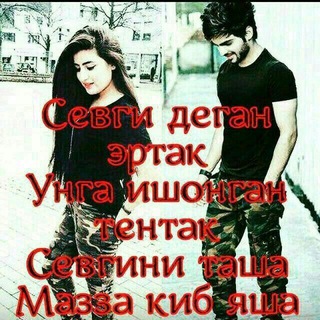 Севги деган
эртак
Унга ишонган
тентак
Севгини таша
Мазза киб яша